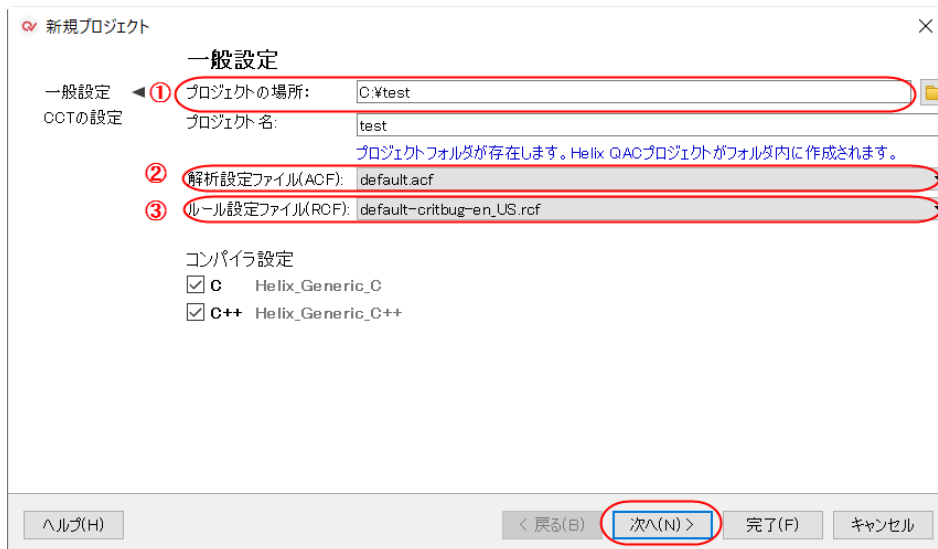 新規プロジェクト
一般設定
一般設定 ◀ ① プロジェクトの場所: C:¥test
CCTの設定 プロジェクト名: test
プロジェクトフォルダが存在します。Helix QACプロジェクトがフォルダ内に作成されます。
② 解析設定ファイル(ACF): default.acf
③ ルール設定ファイル(RCF): default-critbug-en_US.rcf
コンパイラ設定
C Helix_Generic_C
C++ Helix_Generic_C++
ヘルプ(H) < 戻る(B) 次へ(N) > 完了(F) キャンセル